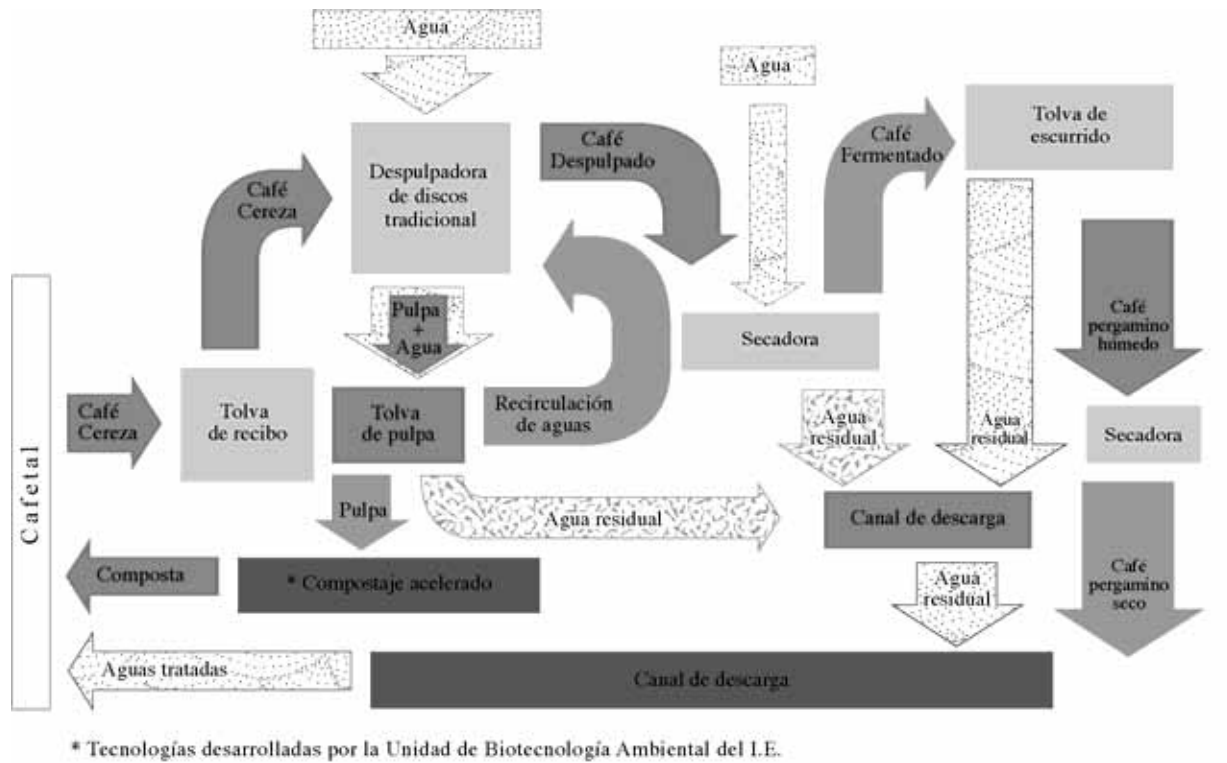 Agua
Agua
Café
Despulpado
Café
Fermentado
Tolva de
escurrido
Despulpadora
de discos
tradicional
Café
Cereza
Pulpa
+
Agua
Secadora
Café
pergamino
húmedo
Café
Cereza
Tolva
de recibo
Tolva
de pulpa
Recirculación
de aguas
Agua
residual
Agua
residual
Secadora
Cafetal
Pulpa
Agua residual
Canal de descarga
Composta
* Compostaje acelerado
Agua
residual
Café
pergamino
seco
Aguas tratadas
Canal de descarga
* Tecnologías desarrolladas por la Unidad de Biotecnología Ambiental del I.E.